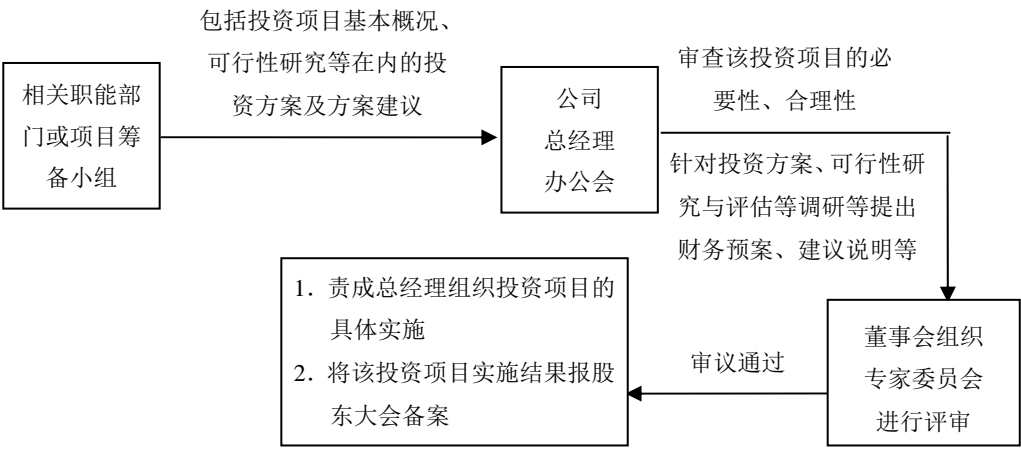 包括投资项目基本概况、
可行性研究等在内的投
资方案及方案建议
相关职能部
门或项目筹
备小组
公司
总经理
办公会
审查该投资项目的必
要性、合理性
针对投资方案、可行性研
究与评估等调研等提出
财务预案、建议说明等
1．责成总经理组织投资项目的
具体实施
2．将该投资项目实施结果报股
东大会备案
审议通过
董事会组织
专家委员会
进行评审